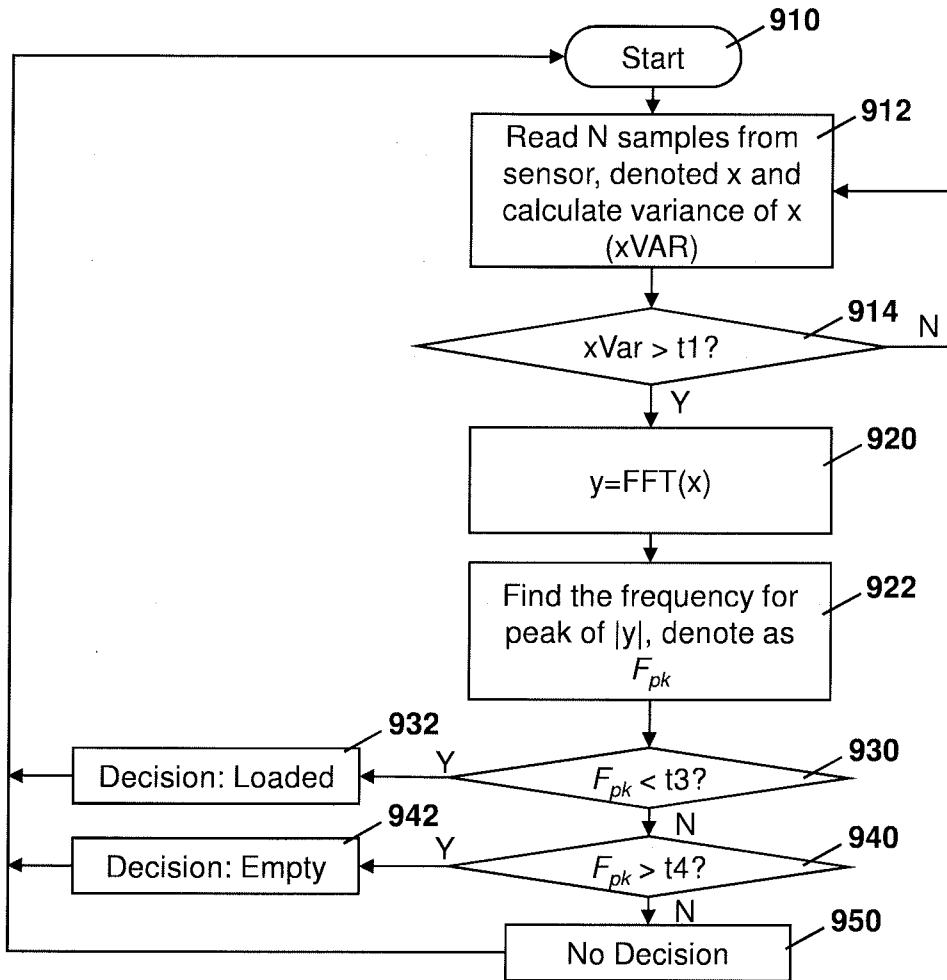 910
Start
912
Read N samples from
sensor, denoted x and
calculate variance of x
(xVAR)
914
xVar > t1?
N
Y
920
y=FFT(x)
922
Find the frequency for
peak of |y|, denote as
Fpk
932
Decision: Loaded
Y
930
Fpk < t3?
N
942
Decision: Empty
Y
940
Fpk > t4?
N
950
No Decision